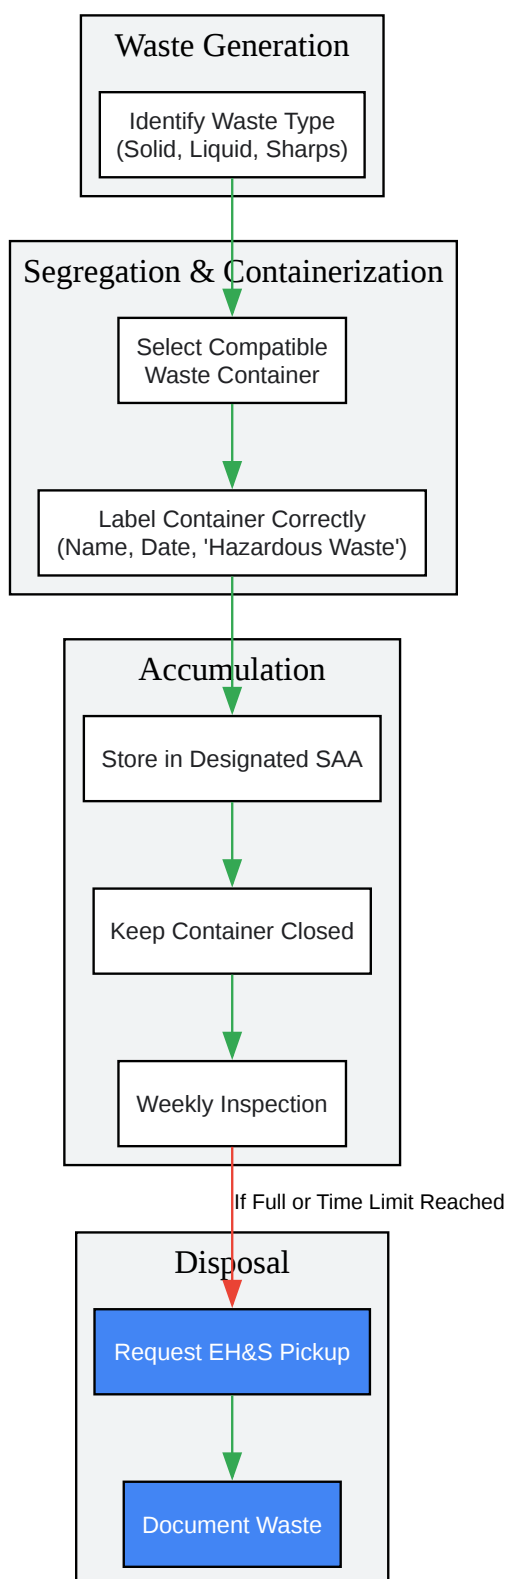 Waste Generation
Identify Waste Type
(Solid, Liquid, Sharps)
Segregation & Containerization
Select Compatible
Waste Container
Label Container Correctly
(Name, Date, 'Hazardous Waste')
Accumulation
Store in Designated SAA
Keep Container Closed
Weekly Inspection
If Full or Time Limit Reached
Disposal
Request EH&S Pickup
Document Waste